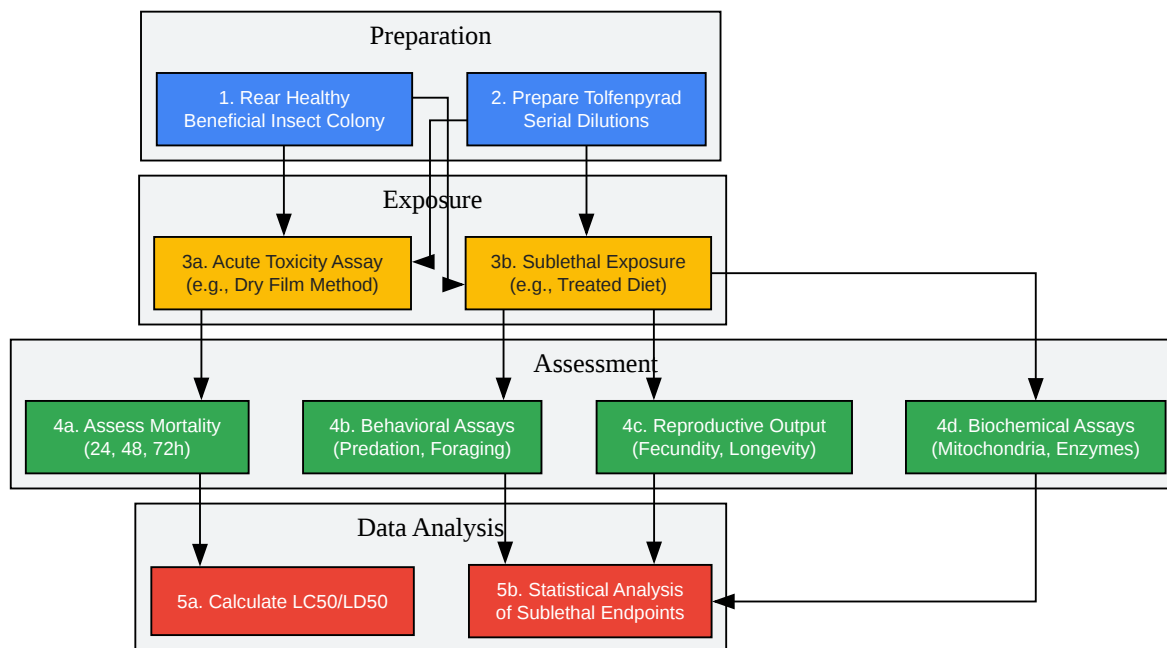 Preparation
1. Rear Healthy
Beneficial Insect Colony
2. Prepare Tolfenpyrad
Serial Dilutions
Exposure
3a. Acute Toxicity Assay
(e.g., Dry Film Method)
3b. Sublethal Exposure
(e.g., Treated Diet)
Assessment
4a. Assess Mortality
(24, 48, 72h)
4b. Behavioral Assays
(Predation, Foraging)
4c. Reproductive Output
(Fecundity, Longevity)
4d. Biochemical Assays
(Mitochondria, Enzymes)
Data Analysis
5a. Calculate LC50/LD50
5b. Statistical Analysis
of Sublethal Endpoints